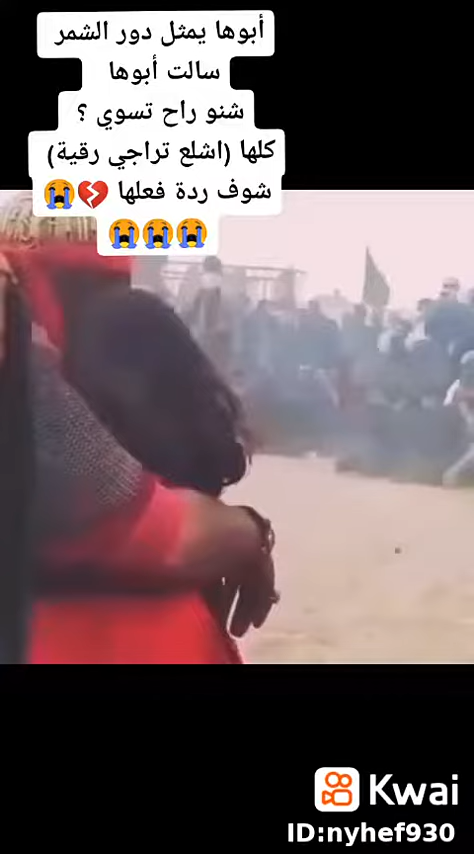 أبوها يمثل دور الشمر
سالت أبوها
شنو راح تسوي ؟
كلها (اشلع تراجي رقية)
شوف ردة فعلها 💔😭
😭😭😭
Kwai
ID:nyhef930